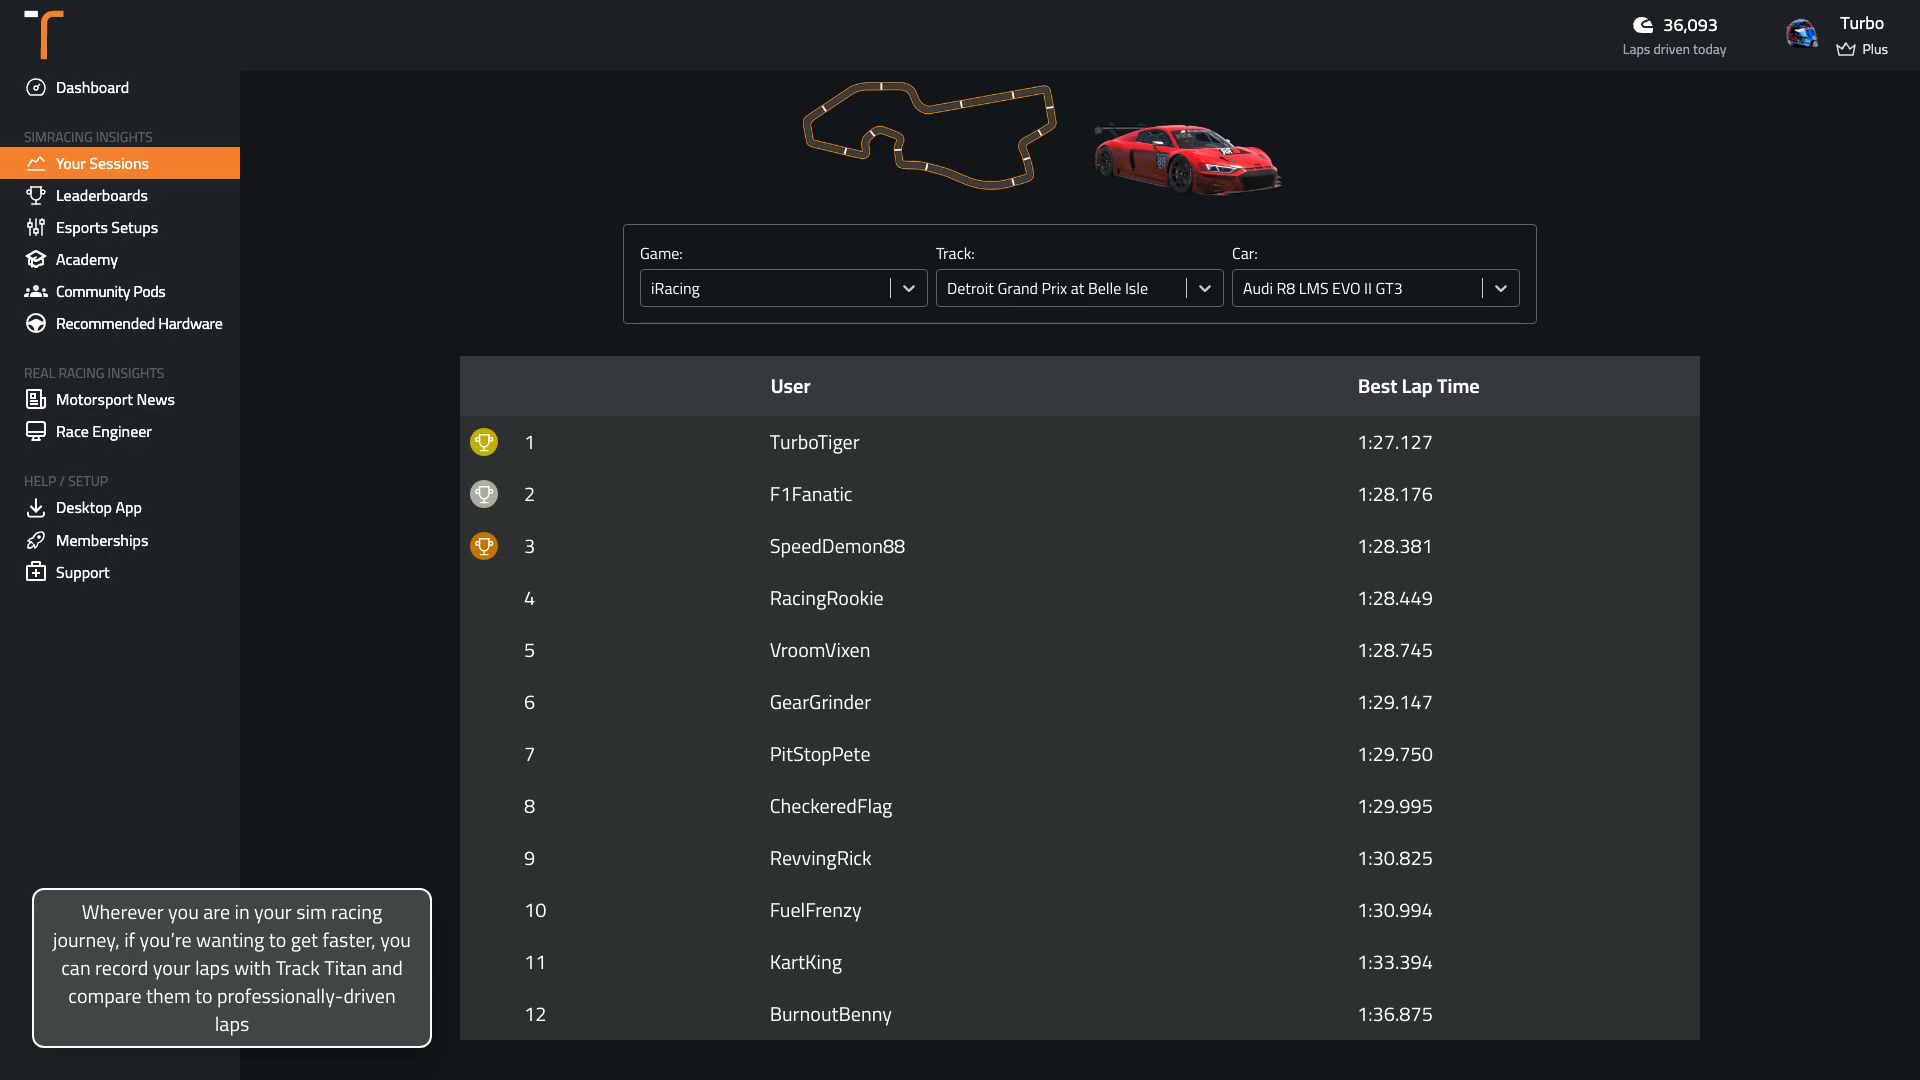 36,093
Laps driven today
Turbo
Plus
Dashboard
SIMRACING INSIGHTS
Your Sessions
Leaderboards
Esports Setups
Academy
Community Pods
Recommended Hardware
REAL RACING INSIGHTS
Motorsport News
Race Engineer
HELP / SETUP
Desktop App
Memberships
Support
Wherever you are in your sim racing
journey, if you’re wanting to get faster, you
can record your laps with Track Titan and
compare them to professionally-driven
laps
88
Game: Track: Car:
iRacing Detroit Grand Prix at Belle Isle Audi R8 LMS EVO II GT3
User Best Lap Time
1 TurboTiger 1:27.127
2 F1Fanatic 1:28.176
3 SpeedDemon88 1:28.381
4 RacingRookie 1:28.449
5 VroomVixen 1:28.745
6 GearGrinder 1:29.147
7 PitStopPete 1:29.750
8 CheckeredFlag 1:29.995
9 RevvingRick 1:30.825
10 FuelFrenzy 1:30.994
11 KartKing 1:33.394
12 BurnoutBenny 1:36.875